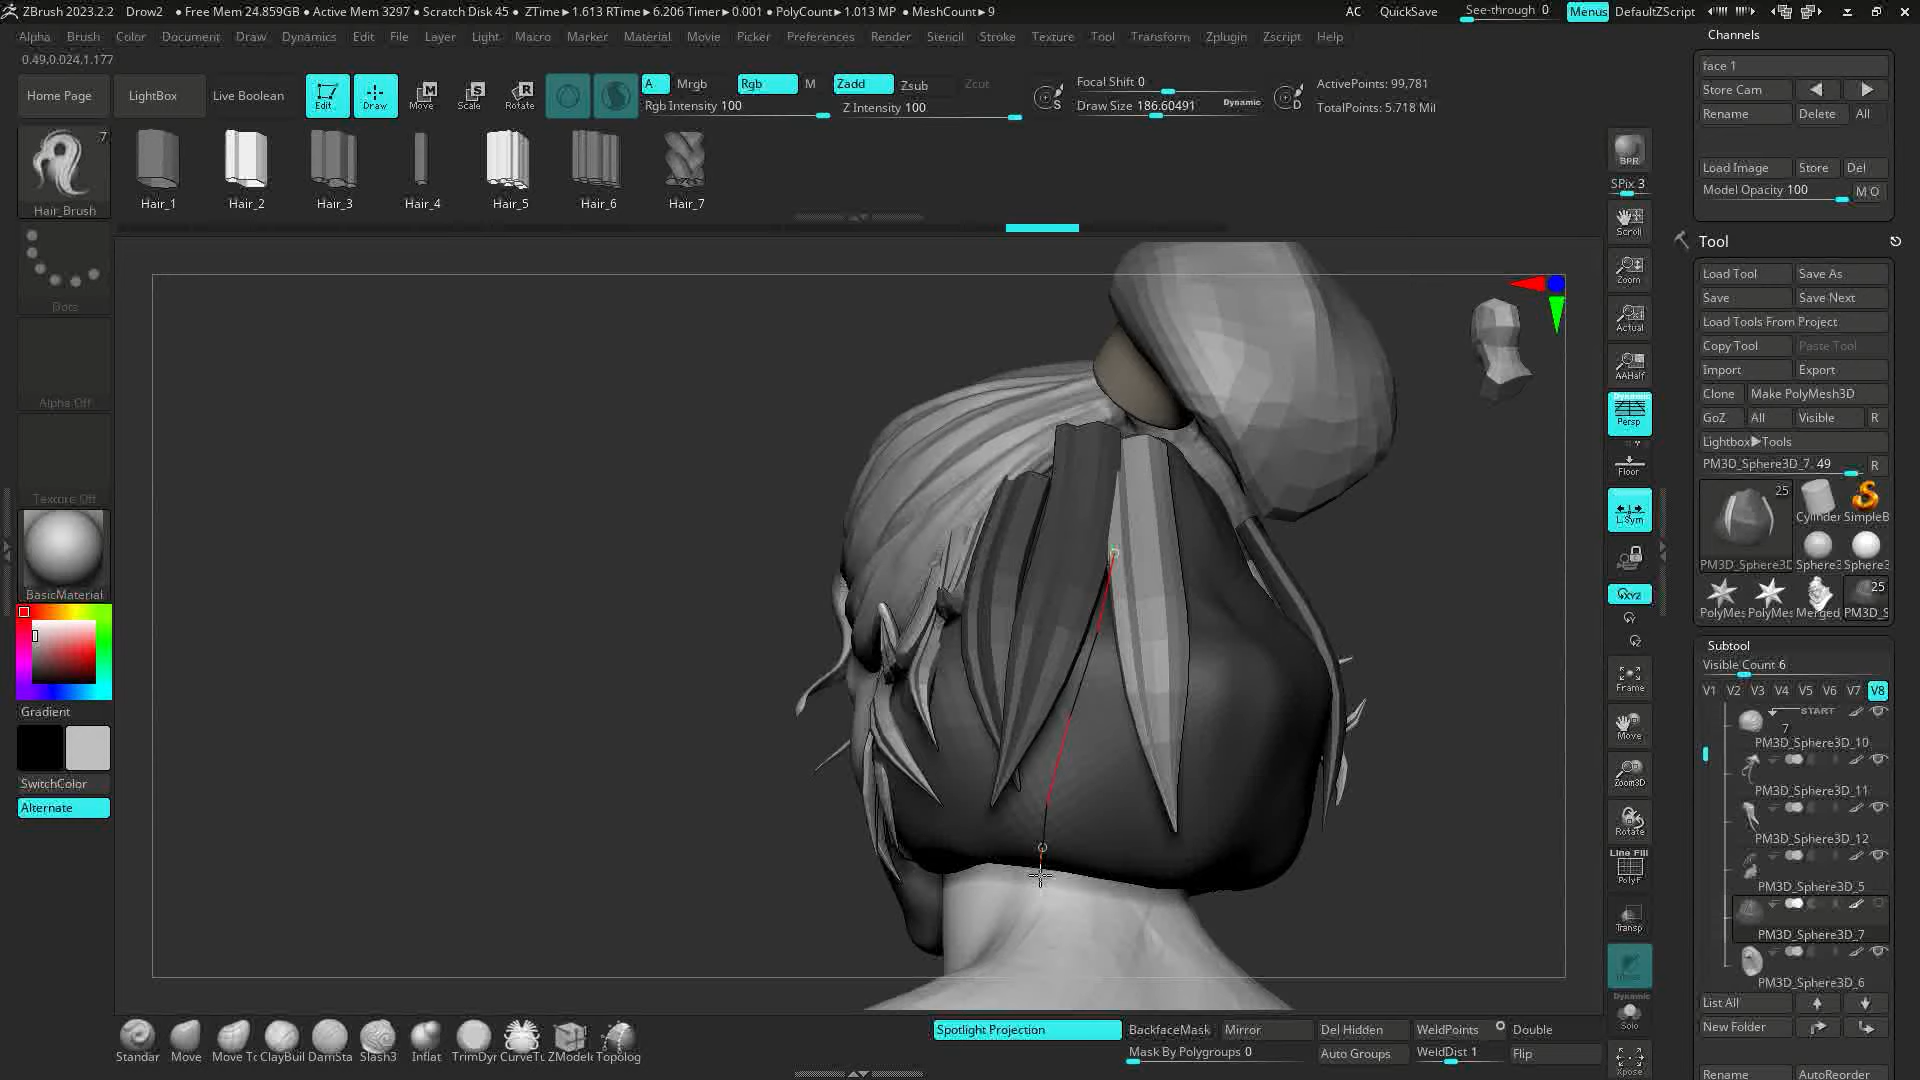 ZBrush 2023.2.2 Drow2 • Free Mem 24.859GB • Active Mem 3297 • Scratch Disk 45 • ZTime►1.613 RTime►6.206 Timer►0.001 • PolyCount►1.013 MP • MeshCount►9 AC QuickSave See-through 0 Menus DefaultZScript
Alpha Brush Color Document Draw Dynamics Edit File Layer Light Macro Marker Material Movie Picker Preferences Render Stencil Stroke Texture Tool Transform Zplugin Zscript Help
0.49,0.024,1.177
Home Page LightBox Live Boolean Edit Draw Move Scale Rotate
A Mrgb Rgb M Zadd Zsub Zcut
Rgb Intensity 100 Z Intensity 100
S Focal Shift 0
Draw Size 186.60491 Dynamic D
ActivePoints: 99,781
TotalPoints: 5.718 Mil
7
Hair_Brush
Hair_1 Hair_2 Hair_3 Hair_4 Hair_5 Hair_6 Hair_7
Dots
Alpha Off
Texture Off
BasicMaterial
Gradient
SwitchColor
Alternate
BPR
SPix 3
Scroll
Zoom
Actual
AAHalf
Dynamic
Persp
Floor
L.Sym
XYZ
Frame
Move
Zoom3D
Rotate
Line Fill
PolyF
Transp
Dynamic
Solo
Xpose
Channels
face 1
Store Cam
Rename Delete All
Load Image Store Del
Model Opacity 100 M O
Tool
Load Tool Save As
Save Save Next
Load Tools From Project
Copy Tool Paste Tool
Import Export
Clone Make PolyMesh3D
GoZ All Visible R
Lightbox►Tools
PM3D_Sphere3D_7. 49 R
25
Cylinder SimpleB
PM3D_Sphere3D Sphere3 Sphere3
25
PolyMes PolyMes Merged PM3D_S
Subtool
Visible Count 6
V1 V2 V3 V4 V5 V6 V7 V8
START
7
PM3D_Sphere3D_10
PM3D_Sphere3D_11
PM3D_Sphere3D_12
PM3D_Sphere3D_5
PM3D_Sphere3D_7
PM3D_Sphere3D_6
List All
New Folder
Rename AutoReorder
Standar Move Move To ClayBuil DamSta Slash3 Inflat TrimDyn CurveTu ZModele Topolog
Spotlight Projection BackfaceMask Mirror Del Hidden WeldPoints Double
Mask By Polygroups 0 Auto Groups WeldDist 1 Flip